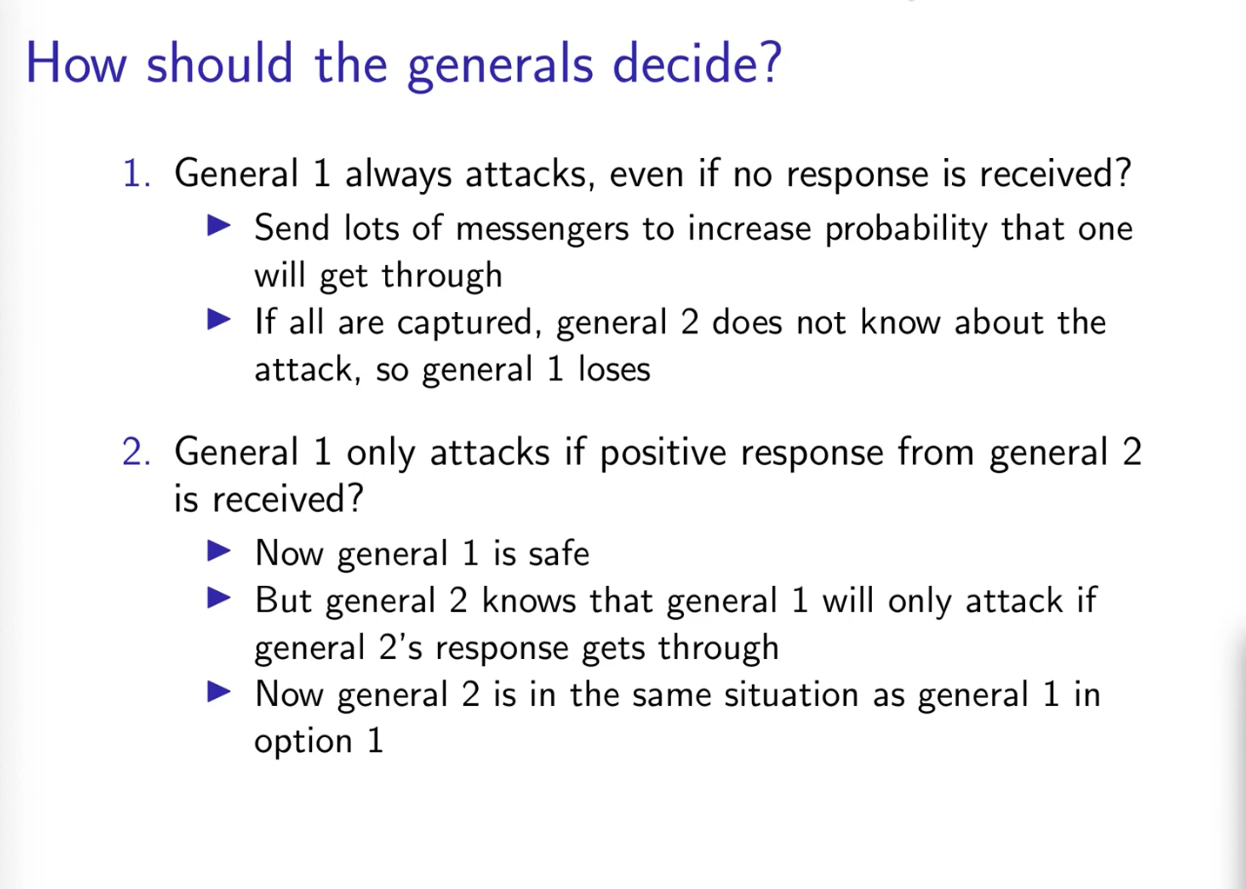 How should the generals decide?
1. General 1 always attacks, even if no response is received?
▶ Send lots of messengers to increase probability that one
will get through
▶ If all are captured, general 2 does not know about the
attack, so general 1 loses
2. General 1 only attacks if positive response from general 2
is received?
▶ Now general 1 is safe
▶ But general 2 knows that general 1 will only attack if
general 2's response gets through
▶ Now general 2 is in the same situation as general 1 in
option 1